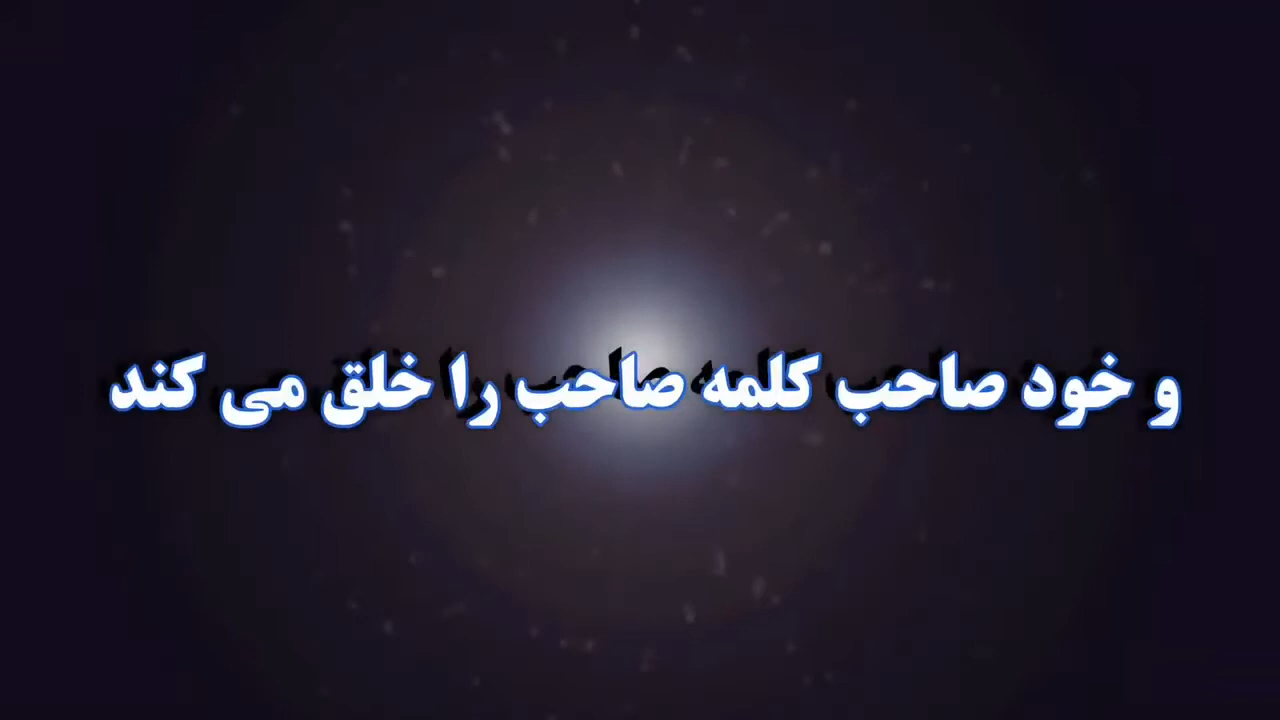 و خود صاحب کلمه صاحب را خلق می کند